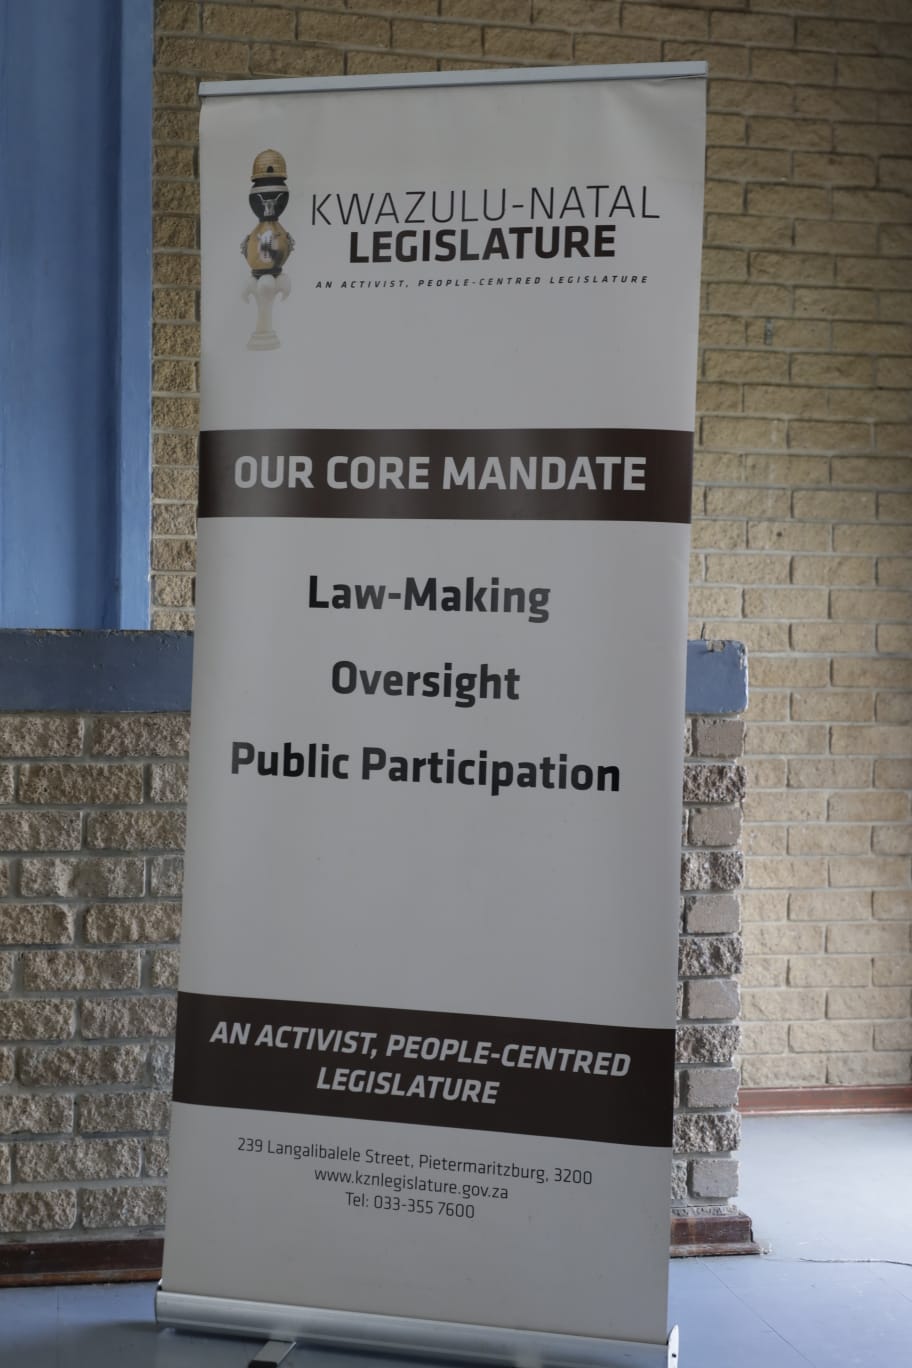 KWAZULU-NATAL
LEGISLATURE
AN ACTIVIST, PEOPLE-CENTRED LEGISLATURE
OUR CORE MANDATE
Law-Making
Oversight
Public Participation
AN ACTIVIST, PEOPLE-CENTRED
LEGISLATURE
239 Langalibalele Street, Pietermaritzburg, 3200
www.kznlegislature.gov.za
Tel: 033-355 7600